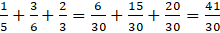 1/5 + 3/6 + 2/3 = 6/30 + 15/30 + 20/30 = 41/30